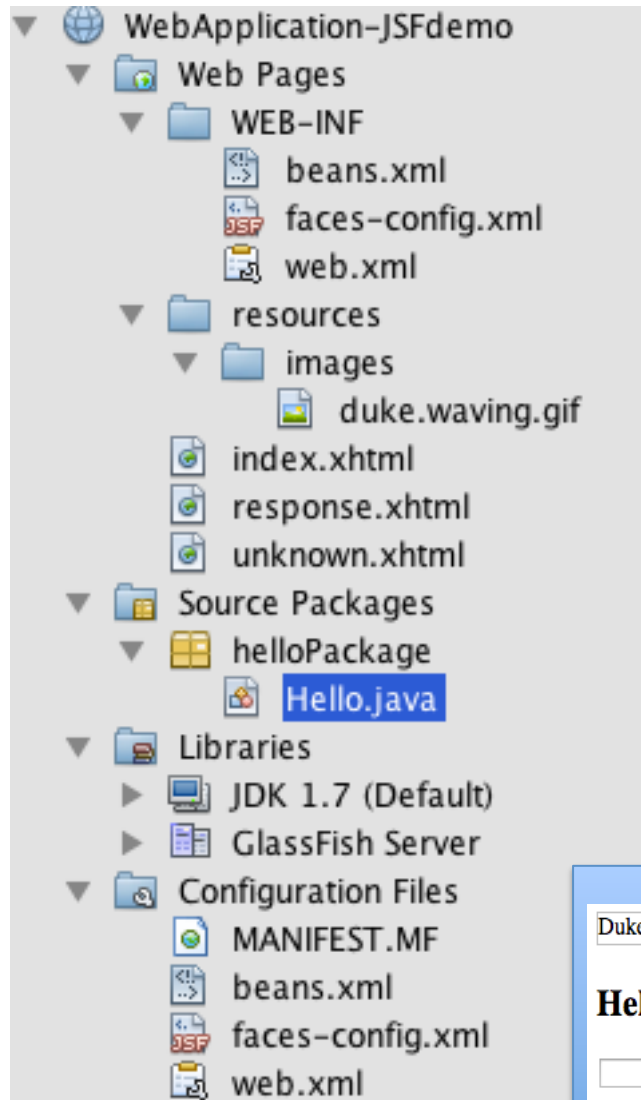 WebApplication-JSFdemo
Web Pages
WEB-INF
beans.xml
faces-config.xml
web.xml
resources
images
duke.waving.gif
index.xhtml
response.xhtml
unknown.xhtml
Source Packages
helloPackage
Hello.java
Libraries
JDK 1.7 (Default)
GlassFish Server
Configuration Files
MANIFEST.MF
beans.xml
faces-config.xml
web.xml
Duke